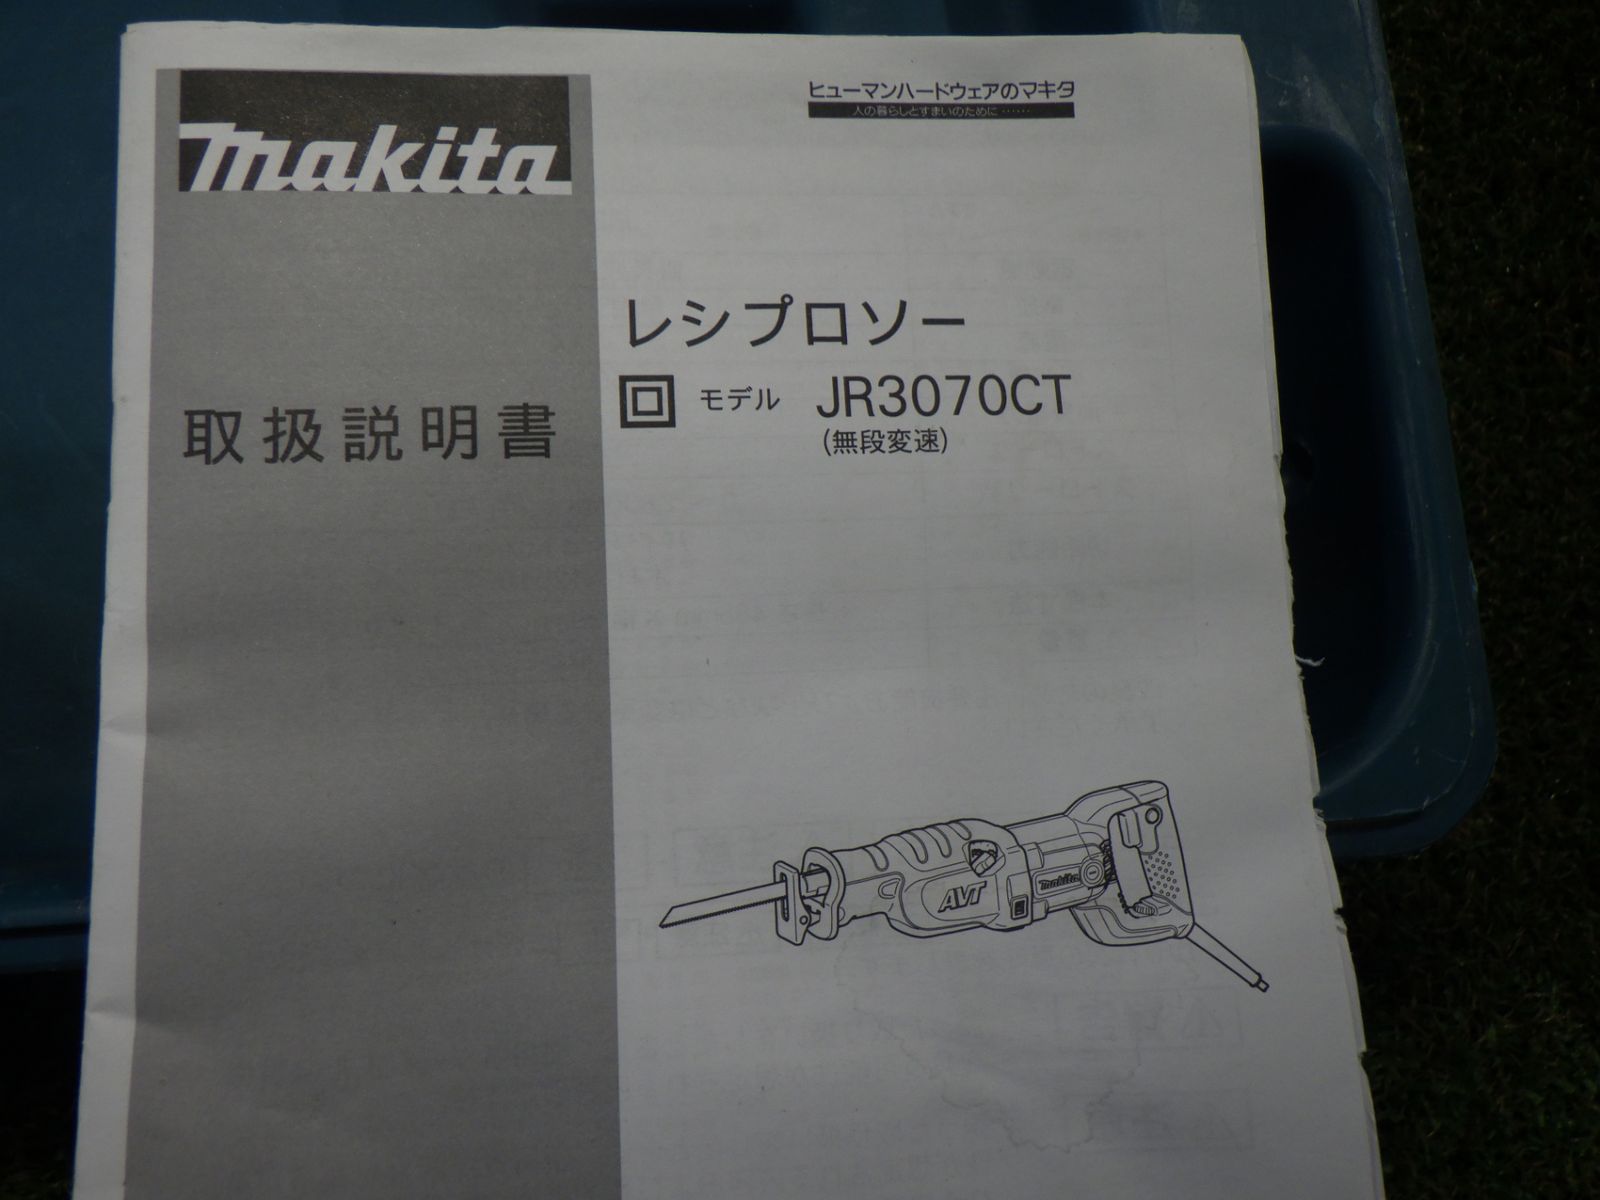 makita
ヒューマンハードウェアのマキタ
人の暮らしとすまいのために……
レシプロソー
モデル JR3070CT
(無段変速)
取扱説明書
AVT
makita